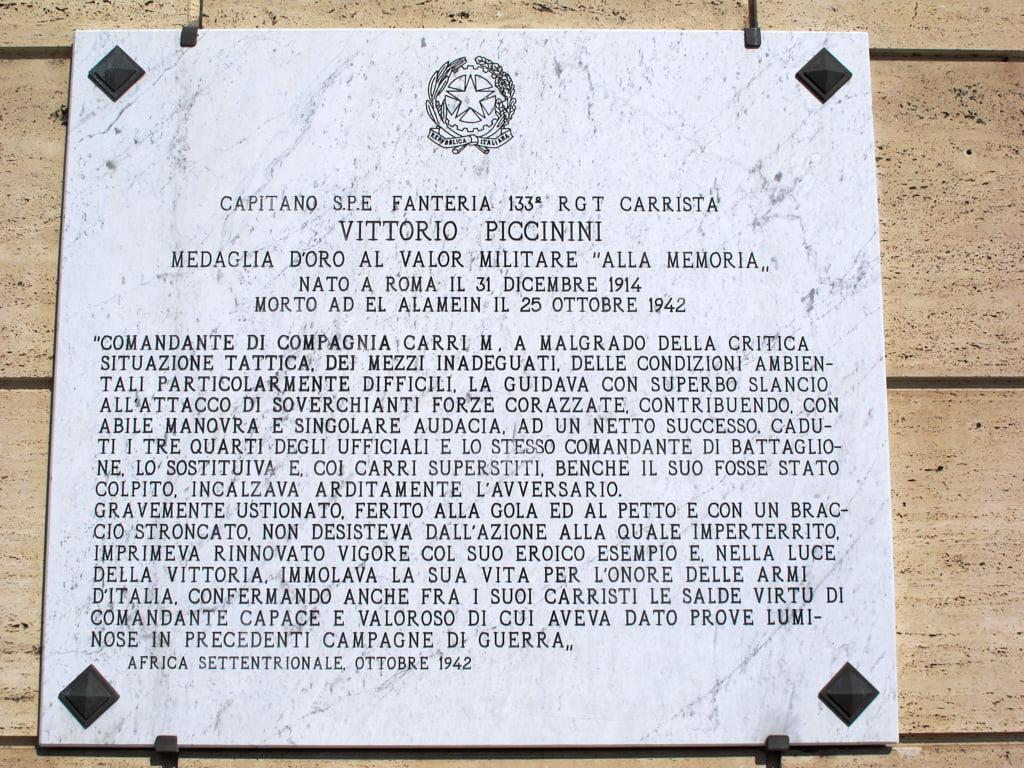 REPVBBLICA ITALIANA
CAPITANO S.P.E FANTERIA 133ª RGT CARRISTA
VITTORIO PICCININI
MEDAGLIA D'ORO AL VALOR MILITARE "ALLA MEMORIA„
NATO A ROMA IL 31 DICEMBRE 1914
MORTO AD EL ALAMEIN IL 25 OTTOBRE 1942
"COMANDANTE DI COMPAGNIA CARRI M, A MALGRADO DELLA CRITICA
SITUAZIONE TATTICA, DEI MEZZI INADEGUATI, DELLE CONDIZIONI AMBIEN-
TALI PARTICOLARMENTE DIFFICILI, LA GUIDAVA CON SUPERBO SLANCIO
ALL'ATTACCO DI SOVERCHIANTI FORZE CORAZZATE, CONTRIBUENDO, CON
ABILE MANOVRA E SINGOLARE AUDACIA, AD UN NETTO SUCCESSO, CADU-
TI I TRE QUARTI DEGLI UFFICIALI E LO STESSO COMANDANTE DI BATTAGLIO-
NE, LO SOSTITUIVA E, COI CARRI SUPERSTITI, BENCHE IL SUO FOSSE STATO
COLPITO, INCALZAVA ARDITAMENTE L'AVVERSARIO.
GRAVEMENTE USTIONATO, FERITO ALLA GOLA ED AL PETTO E CON UN BRAC-
CIO STRONCATO, NON DESISTEVA DALL'AZIONE ALLA QUALE IMPERTERRITO,
IMPRIMEVA RINNOVATO VIGORE COL SUO EROICO ESEMPIO E, NELLA LUCE
DELLA VITTORIA, IMMOLAVA LA SUA VITA PER L'ONORE DELLE ARMI
D'ITALIA, CONFERMANDO ANCHE FRA I SUOI CARRISTI LE SALDE VIRTU DI
COMANDANTE CAPACE E VALOROSO DI CUI AVEVA DATO PROVE LUMI-
NOSE IN PRECEDENTI CAMPAGNE DI GUERRA„
AFRICA SETTENTRIONALE, OTTOBRE 1942